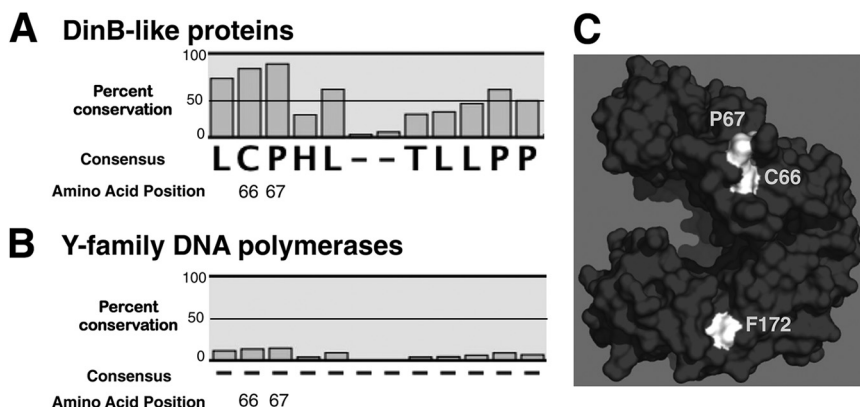 A DinB-like proteins
100
Percent
conservation
50
0
Consensus L C P H L - - T L L P P
Amino Acid Position 66 67
B Y-family DNA polymerases
100
Percent
conservation
50
0
Consensus - - - - - - - - - - - -
Amino Acid Position 66 67
C
P67
C66
F172